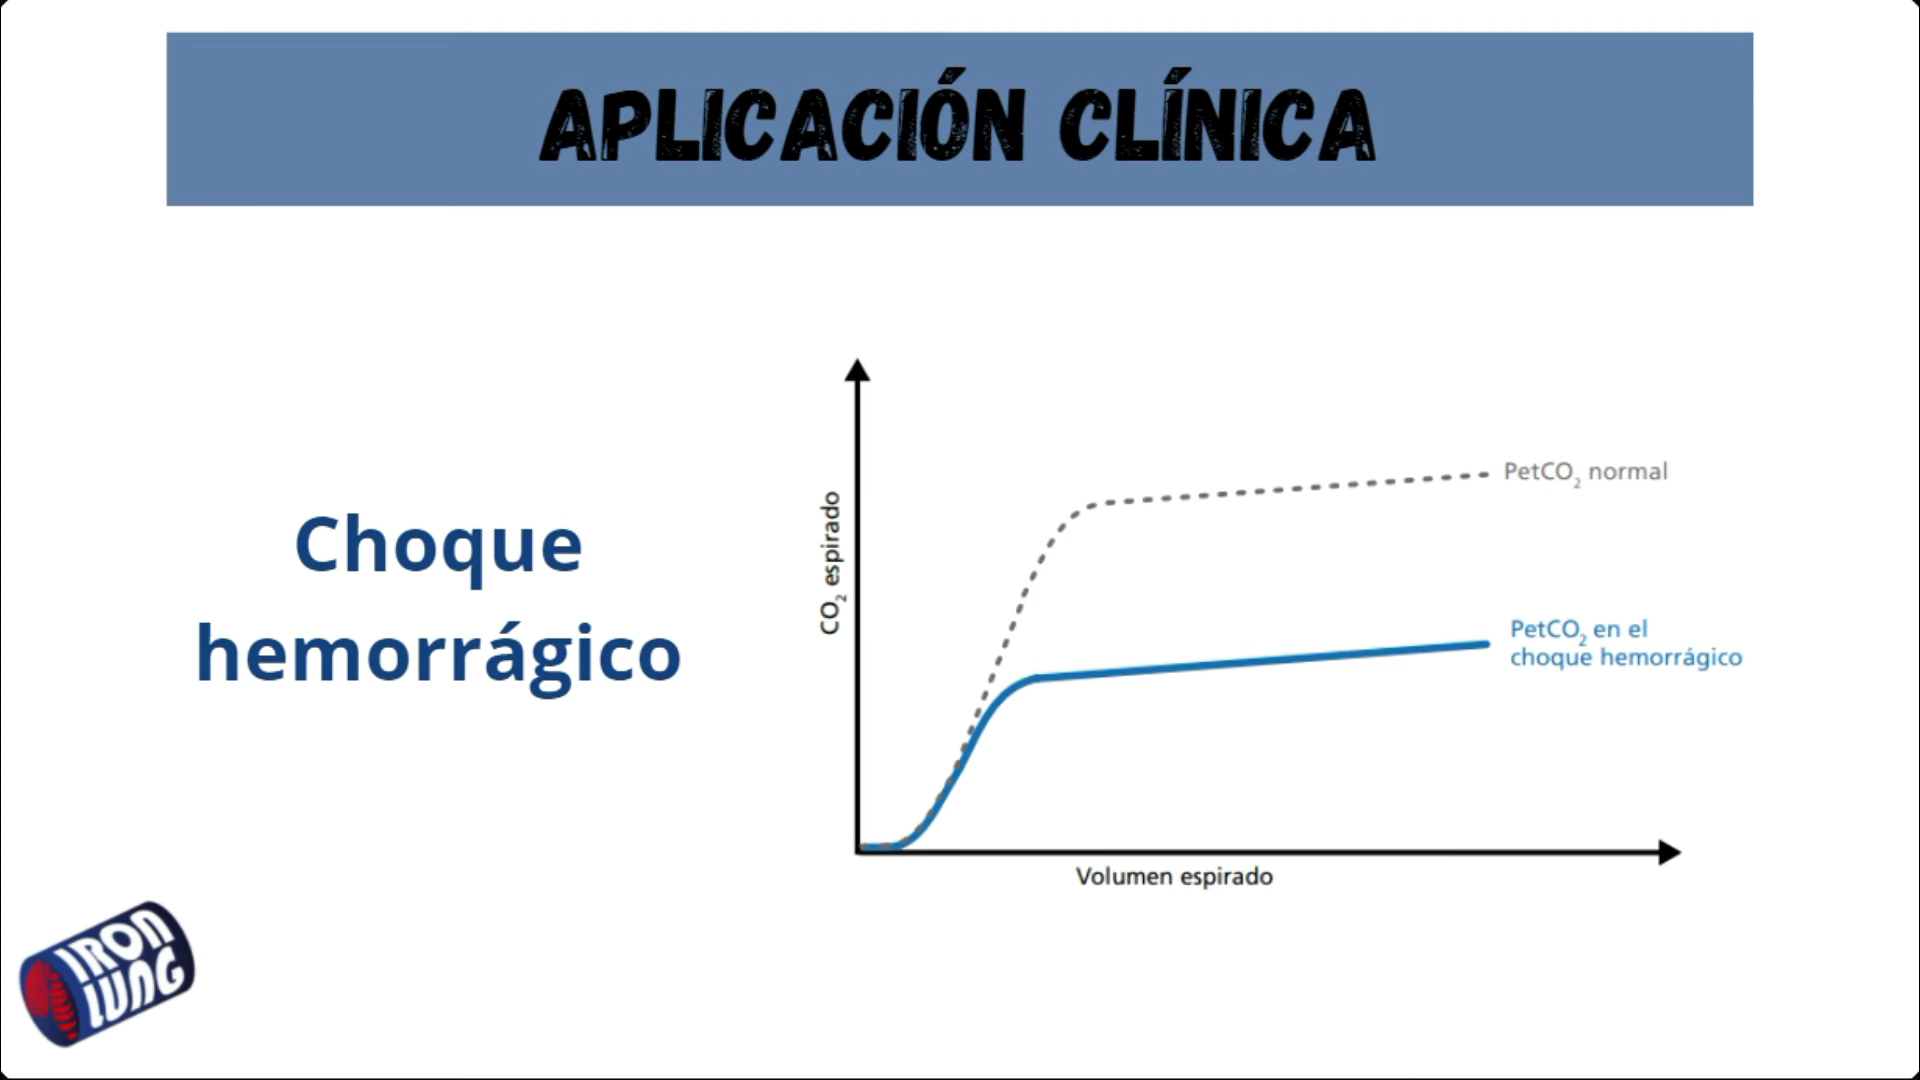 APLICACIÓN CLÍNICA
Choque
hemorrágico
CO₂ espirado
PetCO₂ normal
PetCO₂ en el
choque hemorrágico
Volumen espirado
IRON
LUNG